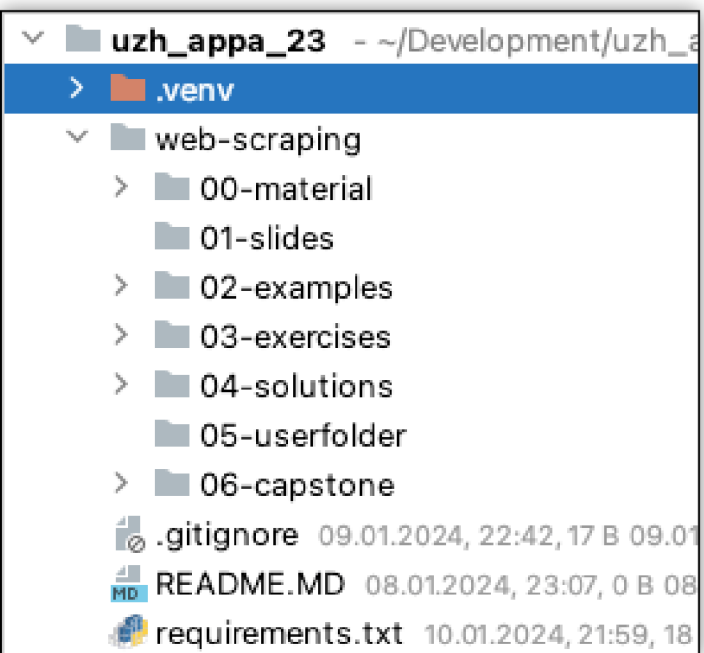 uzh_appa_23 - ~/Development/uzh_a
.venv
web-scraping
00-material
01-slides
02-examples
03-exercises
04-solutions
05-userfolder
06-capstone
.gitignore 09.01.2024, 22:42, 17 B 09.01
MD README.MD 08.01.2024, 23:07, 0 B 08
requirements.txt 10.01.2024, 21:59, 18